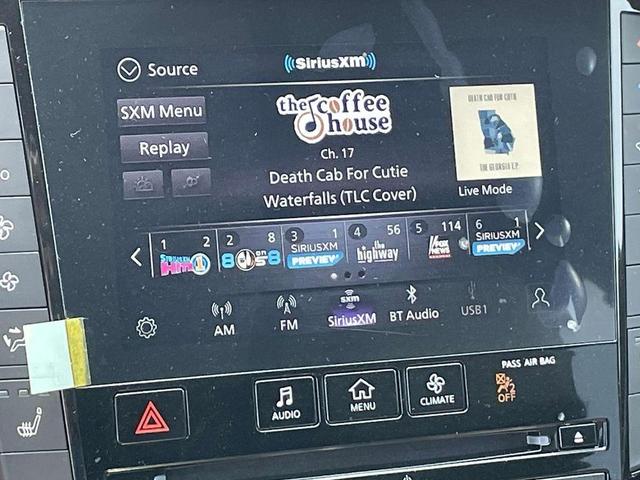 Source
((SiriusXM))
SXM Menu
Replay
the coffee house
Ch. 17
Death Cab For Cutie
Waterfalls (TLC Cover)
DEATH CAB FOR CUTIE
THE GEORGIA E.P.
Live Mode
1 2
SIRIUSXM Hits 1
2 8
80s on 8
3 1
SIRIUSXM PREVIEW
4 56
the highway
5 114
FOX NEWS
6 1
SIRIUSXM PREVIEW
AM
FM
sxm
SiriusXM
BT Audio
USB1
AUDIO
MENU
CLIMATE
PASS AIR BAG
2
OFF